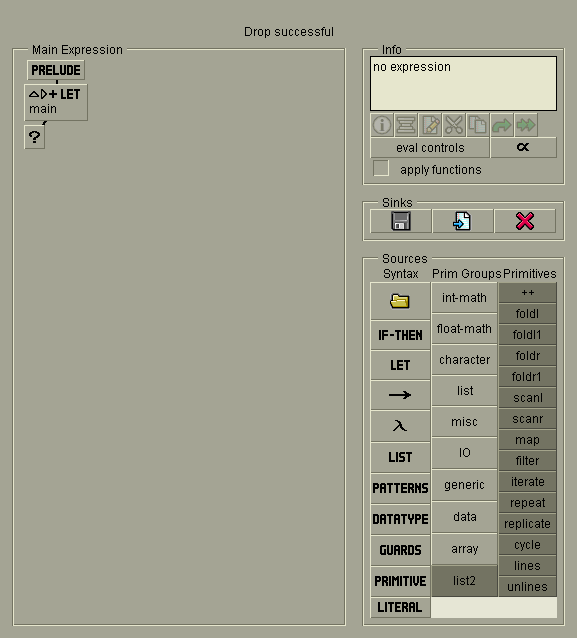 Drop successful
Main Expression
PRELUDE
LET
main
?
Info
no expression
eval controls
∝
apply functions
Sinks
Sources
Syntax Prim Groups Primitives
IF-THEN
LET
→
λ
LIST
PATTERNS
DATATYPE
GUARDS
PRIMITIVE
LITERAL
int-math
float-math
character
list
misc
IO
generic
data
array
list2
++
foldl
foldl1
foldr
foldr1
scanl
scanr
map
filter
iterate
repeat
replicate
cycle
lines
unlines